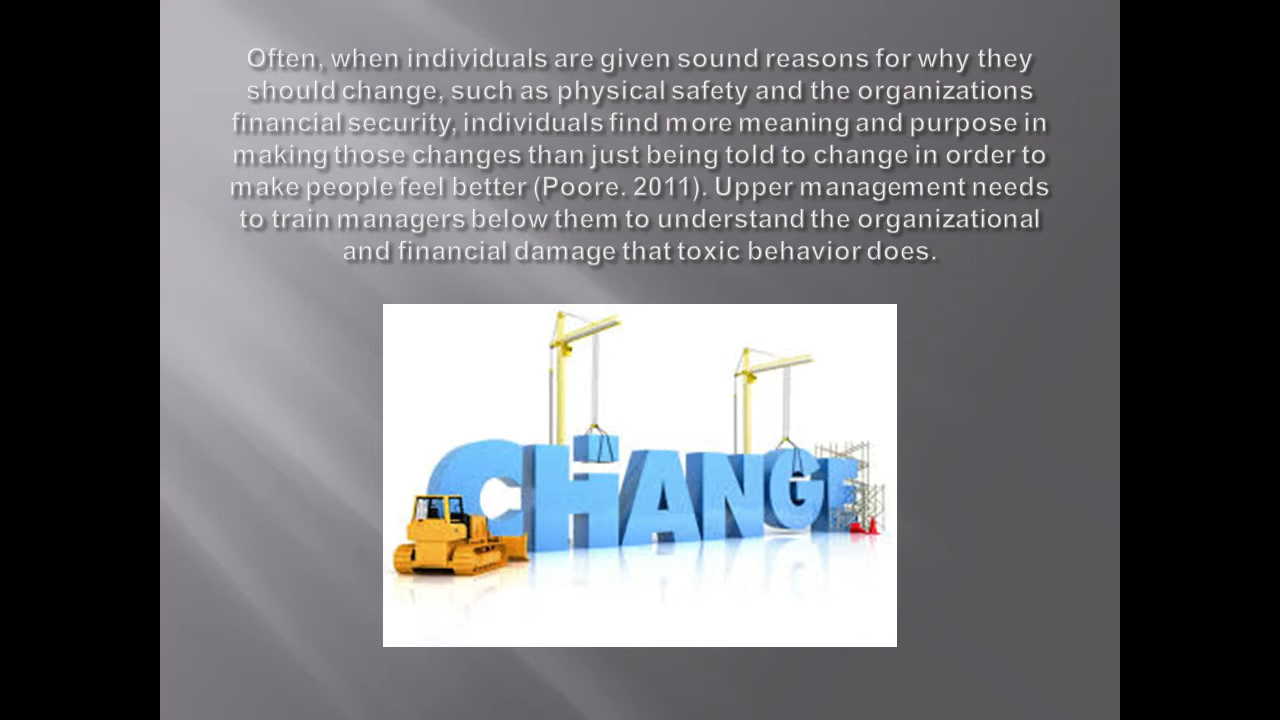 Often, when individuals are given sound reasons for why they
should change, such as physical safety and the organizations
financial security, individuals find more meaning and purpose in
making those changes than just being told to change in order to
make people feel better (Poore. 2011). Upper management needs
to train managers below them to understand the organizational
and financial damage that toxic behavior does.
CHANGE